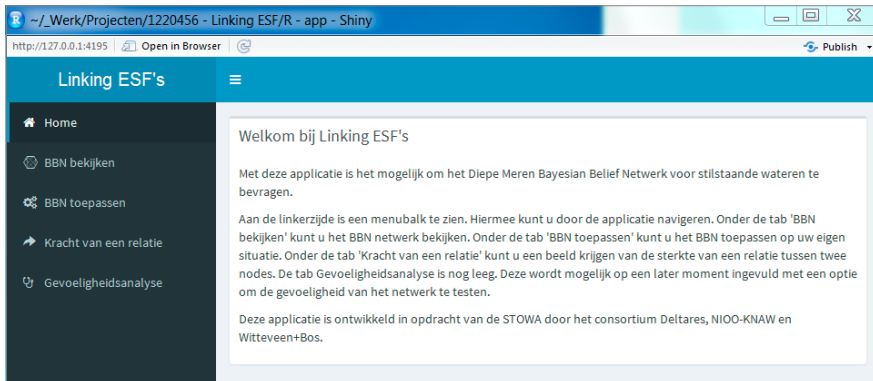 ~/_Werk/Projecten/1220456 - Linking ESF/R - app - Shiny
http://127.0.0.1:4195 Open in Browser Publish
Linking ESF's
Home
BBN bekijken
BBN toepassen
Kracht van een relatie
Gevoeligheidsanalyse
Welkom bij Linking ESF's
Met deze applicatie is het mogelijk om het Diepe Meren Bayesian Belief Netwerk voor stilstaande wateren te
bevragen.
Aan de linkerzijde is een menubalk te zien. Hiermee kunt u door de applicatie navigeren. Onder de tab 'BBN
bekijken' kunt u het BBN netwerk bekijken. Onder de tab 'BBN toepassen' kunt u het BBN toepassen op uw eigen
situatie. Onder de tab 'Kracht van een relatie' kunt u een beeld krijgen van de sterkte van een relatie tussen twee
nodes. De tab Gevoeligheidsanalyse is nog leeg. Deze wordt mogelijk op een later moment ingevuld met een optie
om de gevoeligheid van het netwerk te testen.
Deze applicatie is ontwikkeld in opdracht van de STOWA door het consortium Deltares, NIOO-KNAW en
Witteveen+Bos.